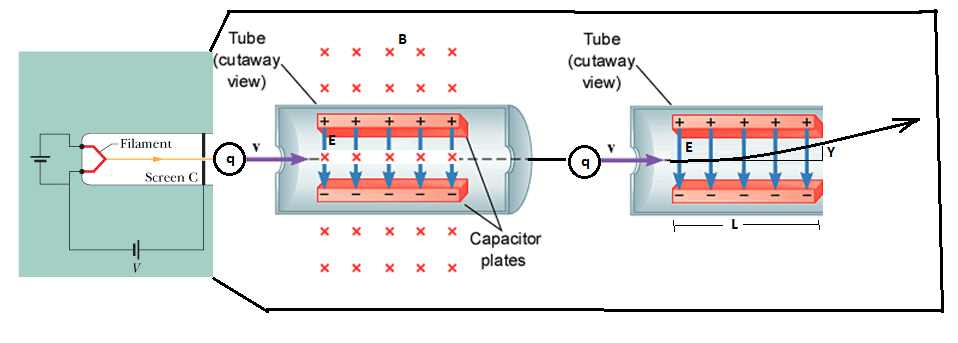 Filament
Screen C
V
q
v
Tube
(cutaway
view)
B
× × × × ×
× × × × ×
+ + + + +
E
× × × × ×
− − − − −
× × × × ×
× × × × ×
Capacitor
plates
q
v
Tube
(cutaway
view)
+ + + + +
E
Y
− − − − −
L